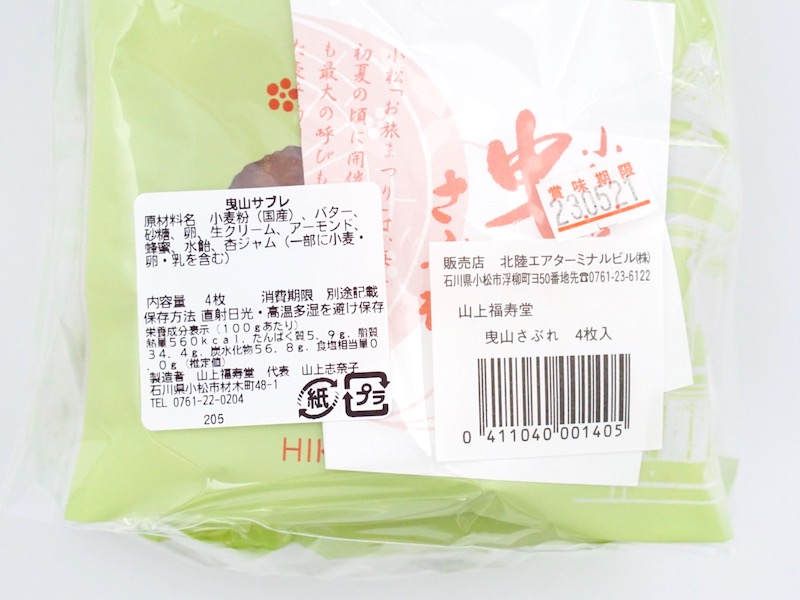 小松「お旅まつり」は、毎
初夏の頃に開催
も最大の呼びも
小
曳
さぶれ
賞味期限
230521
曳山サブレ
原材料名 小麦粉（国産）、バター、
砂糖、卵、生クリーム、アーモンド、
蜂蜜、水飴、杏ジャム（一部に小麦・
卵・乳を含む）
内容量 4枚 消費期限 別途記載
保存方法 直射日光・高温多湿を避け保存
栄養成分表示（100gあたり）
熱量560kcal、たんぱく質5.9g、脂質
34.4g、炭水化物56.8g、食塩相当量0
.0g（推定値）
製造者 山上福寿堂 代表 山上志奈子
石川県小松市材木町48-1
TEL 0761-22-0204
205
紙
プラ
販売店 北陸エアターミナルビル(株)
石川県小松市浮柳町ヨ50番地先☎0761-23-6122
山上福寿堂
曳山さぶれ 4枚入
0 411040 001405
HIK